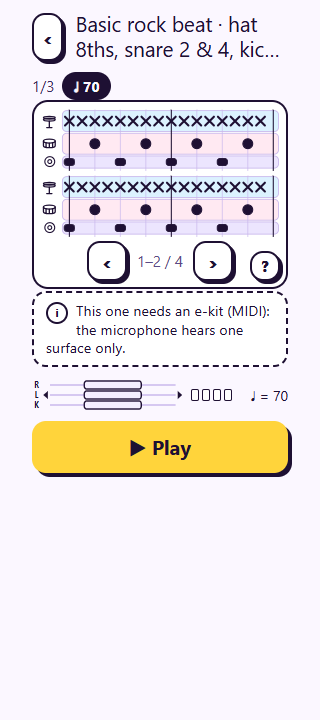 ‹
Basic rock beat · hat
8ths, snare 2 & 4, kic…
1/3
♩ 70
‹
1–2 / 4
›
?
i
This one needs an e-kit (MIDI):
the microphone hears one
surface only.
R
L
K
♩ = 70
▶ Play